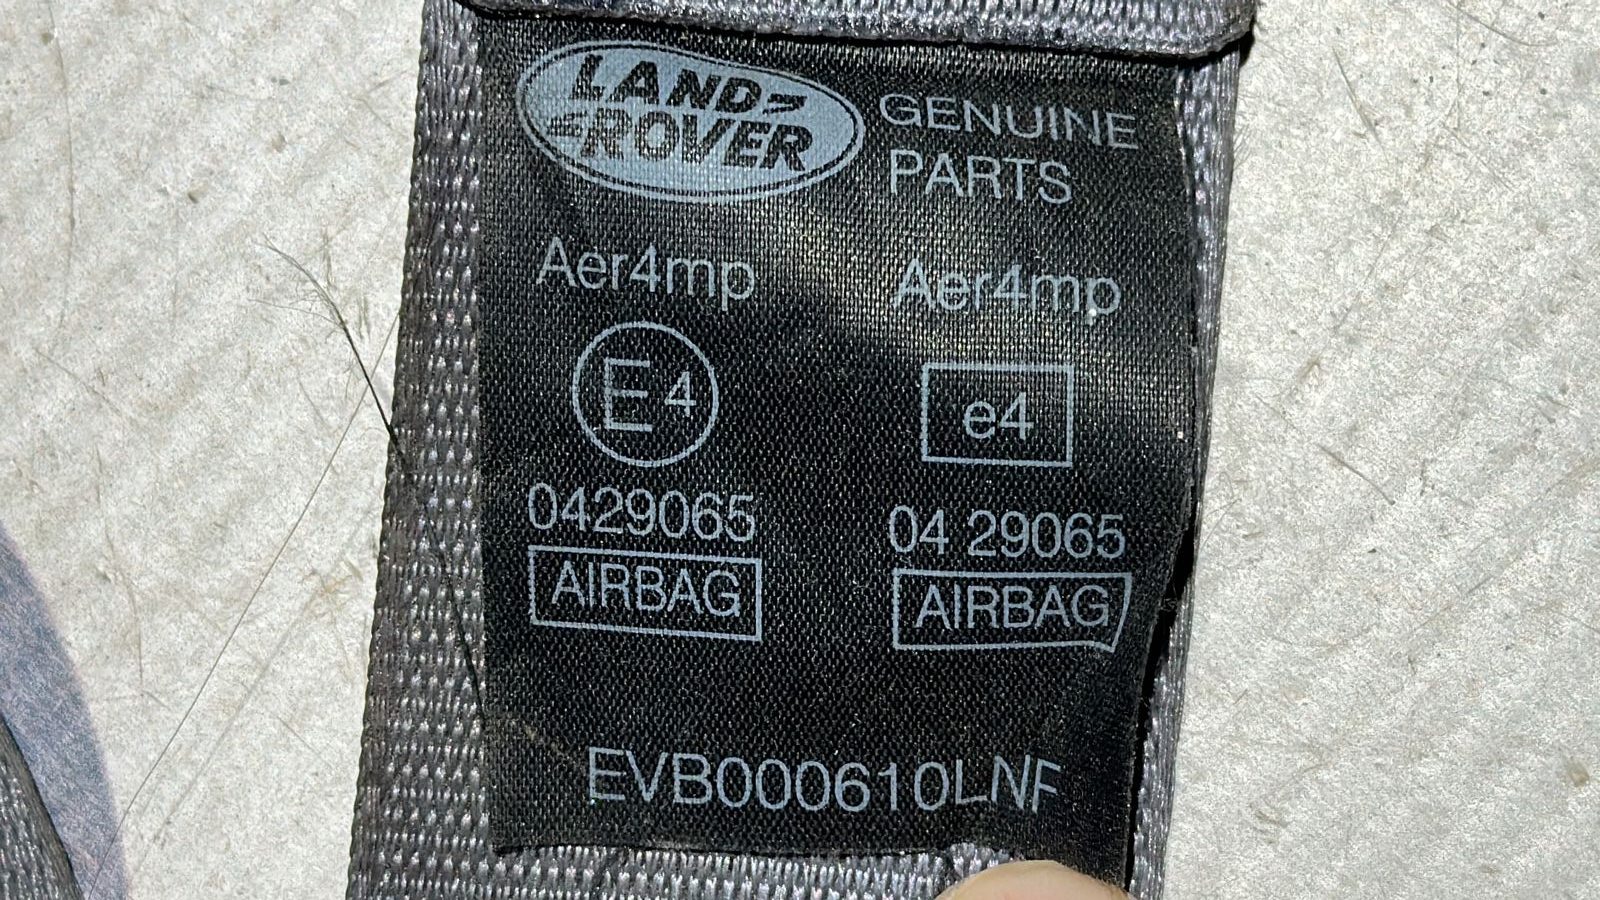 LAND
ROVER
GENUINE
PARTS
Aer4mp
Aer4mp
E4
e4
0429065
04 29065
AIRBAG
AIRBAG
EVB000610LNF